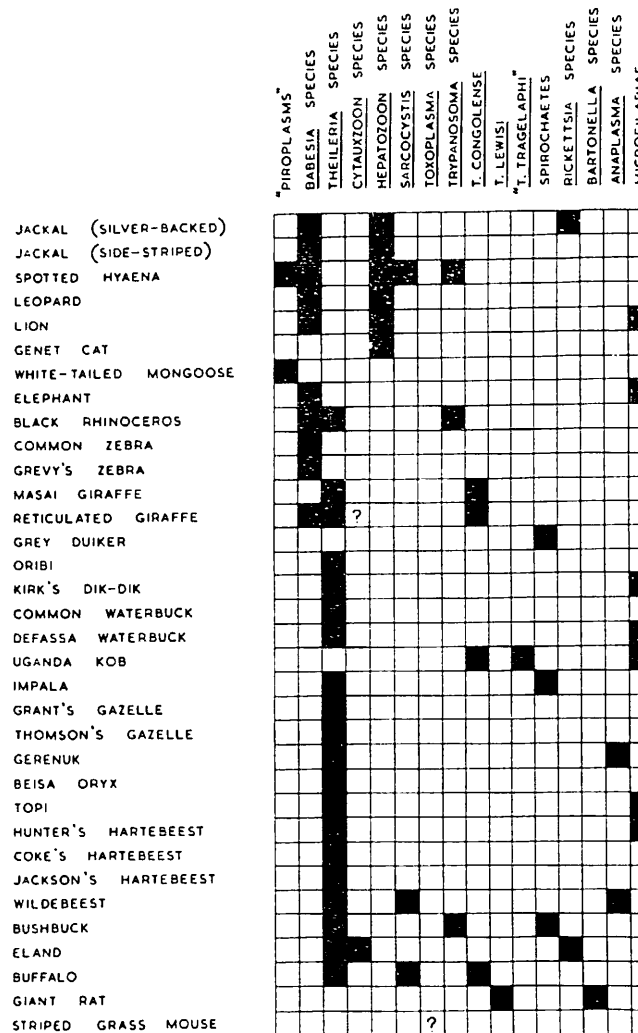 "PIROPLASMS"
BABESIA SPECIES
THEILERIA SPECIES
CYTAUXZOON SPECIES
HEPATOZOON SPECIES
SARCOCYSTIS SPECIES
TOXOPLASMA SPECIES
TRYPANOSOMA SPECIES
T. CONGOLENSE
T. LEWISI
"T. TRAGELAPHI"
SPIROCHAETES
RICKETTSIA SPECIES
BARTONELLA SPECIES
ANAPLASMA SPECIES
JACKAL (SILVER-BACKED)
JACKAL (SIDE-STRIPED)
SPOTTED HYAENA
LEOPARD
LION
GENET CAT
WHITE-TAILED MONGOOSE
ELEPHANT
BLACK RHINOCEROS
COMMON ZEBRA
GREVY'S ZEBRA
MASAI GIRAFFE
RETICULATED GIRAFFE ?
GREY DUIKER
ORIBI
KIRK'S DIK-DIK
COMMON WATERBUCK
DEFASSA WATERBUCK
UGANDA KOB
IMPALA
GRANT'S GAZELLE
THOMSON'S GAZELLE
GERENUK
BEISA ORYX
TOPI
HUNTER'S HARTEBEEST
COKE'S HARTEBEEST
JACKSON'S HARTEBEEST
WILDEBEEST
BUSHBUCK
ELAND
BUFFALO
GIANT RAT
STRIPED GRASS MOUSE ?